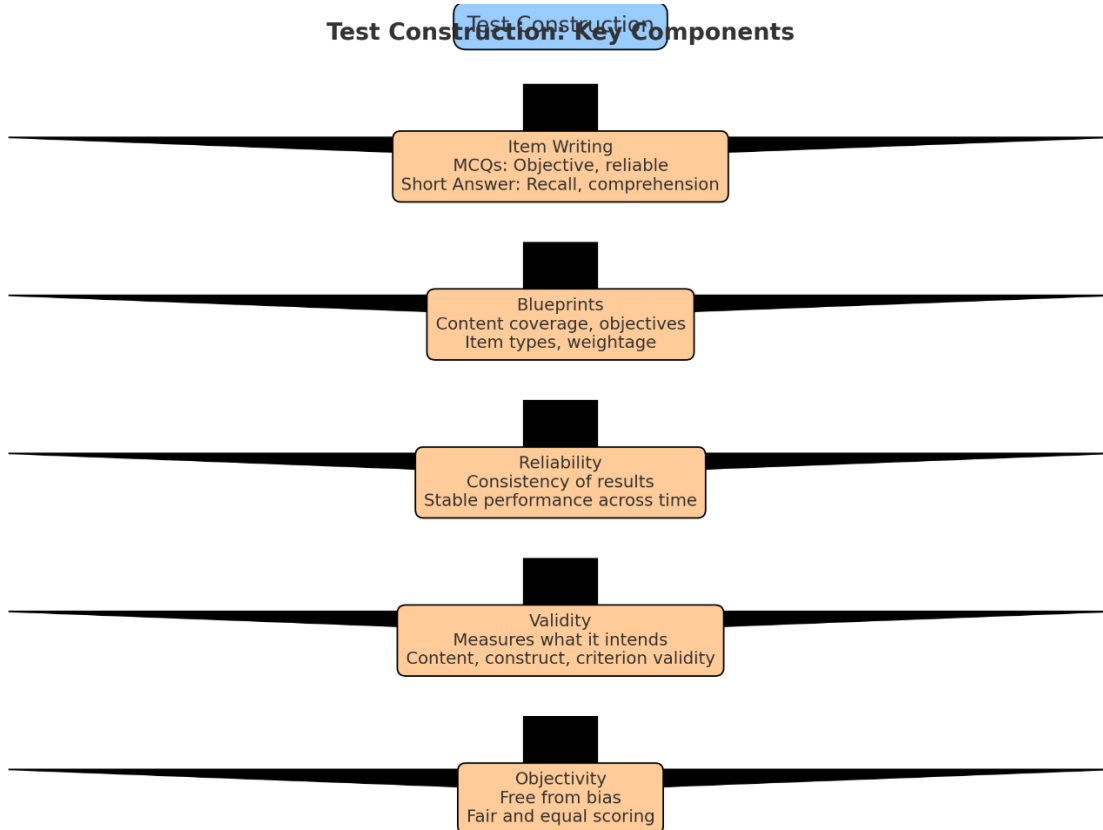 Test Construction
Test Construction: Key Components
Item Writing
MCQs: Objective, reliable
Short Answer: Recall, comprehension
Blueprints
Content coverage, objectives
Item types, weightage
Reliability
Consistency of results
Stable performance across time
Validity
Measures what it intends
Content, construct, criterion validity
Objectivity
Free from bias
Fair and equal scoring